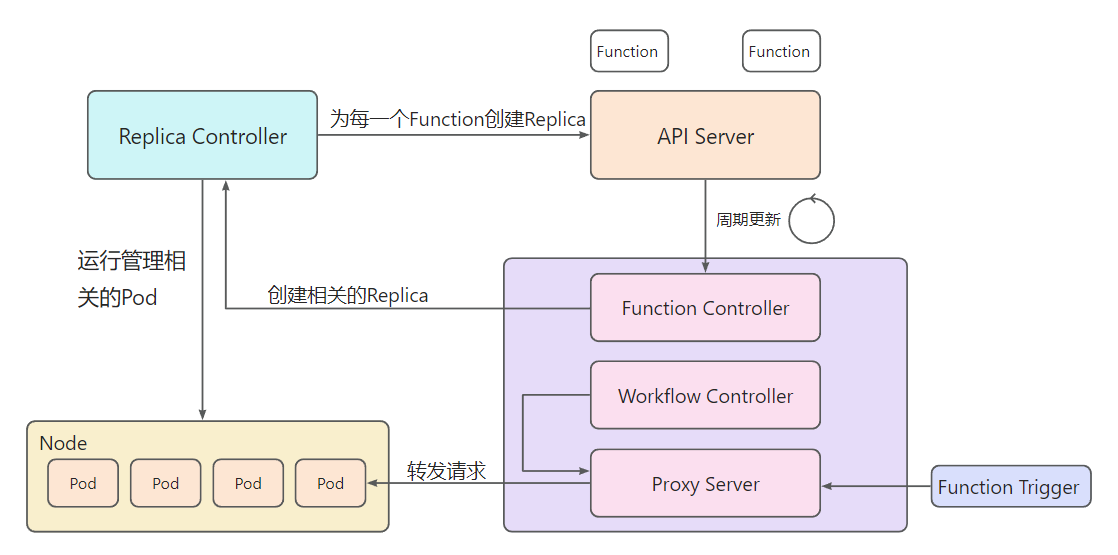 Function
Function
Replica Controller
为每一个Function创建Replica
API Server
周期更新
运行管理相
关的Pod
创建相关的Replica
Function Controller
Workflow Controller
Node
Pod
Pod
Pod
Pod
转发请求
Proxy Server
Function Trigger